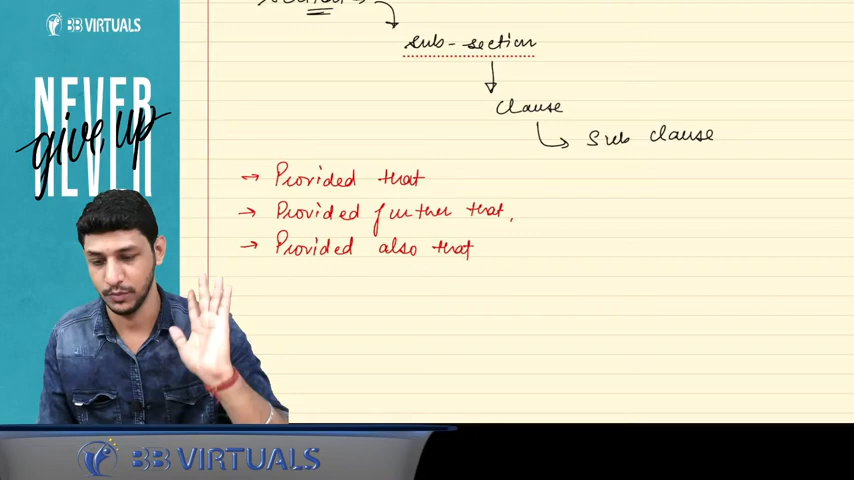 BB VIRTUALS
NEVER
give up
NEVER
sub-section
clause
sub clause
→ Provided that
→ Provided further that,
→ Provided also that
BB VIRTUALS